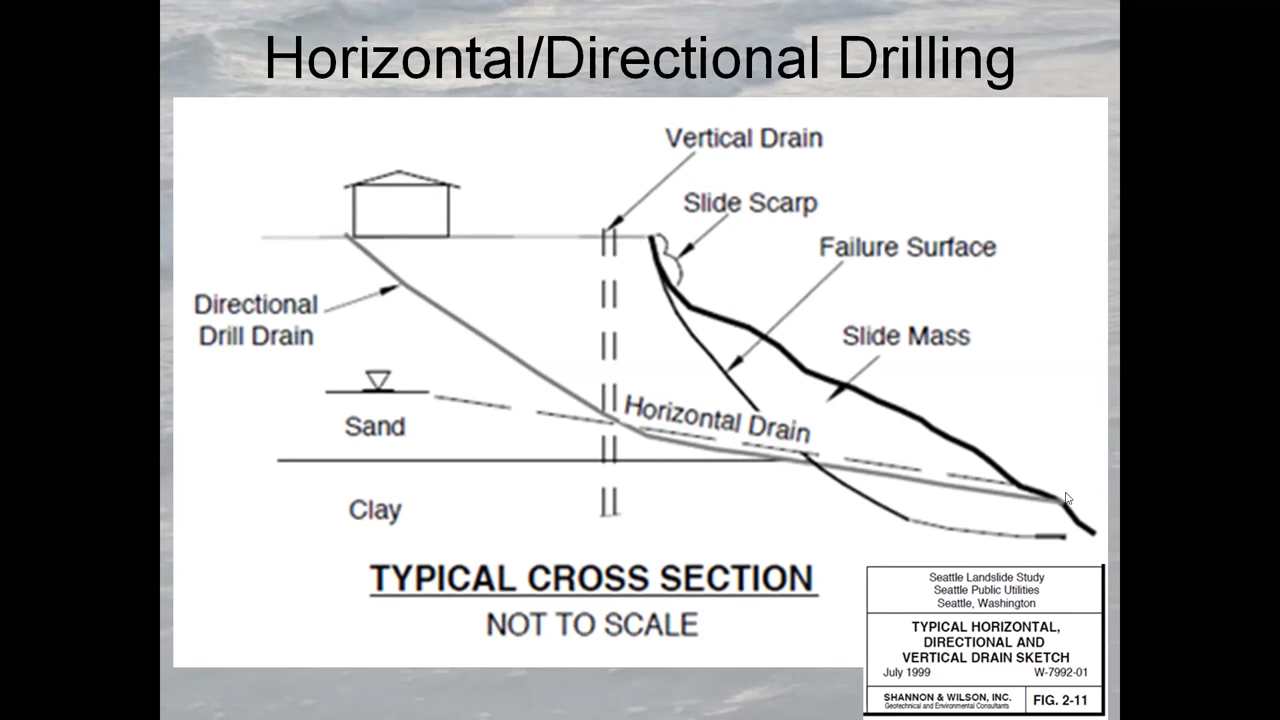 Horizontal/Directional Drilling
Vertical Drain
Slide Scarp
Failure Surface
Directional
Drill Drain
Slide Mass
Horizontal Drain
Sand
Clay
TYPICAL CROSS SECTION
NOT TO SCALE
Seattle Landslide Study
Seattle Public Utilities
Seattle, Washington
TYPICAL HORIZONTAL,
DIRECTIONAL AND
VERTICAL DRAIN SKETCH
July 1999 W-7992-01
SHANNON & WILSON, INC.
Geotechnical and Environmental Consultants
FIG. 2-11